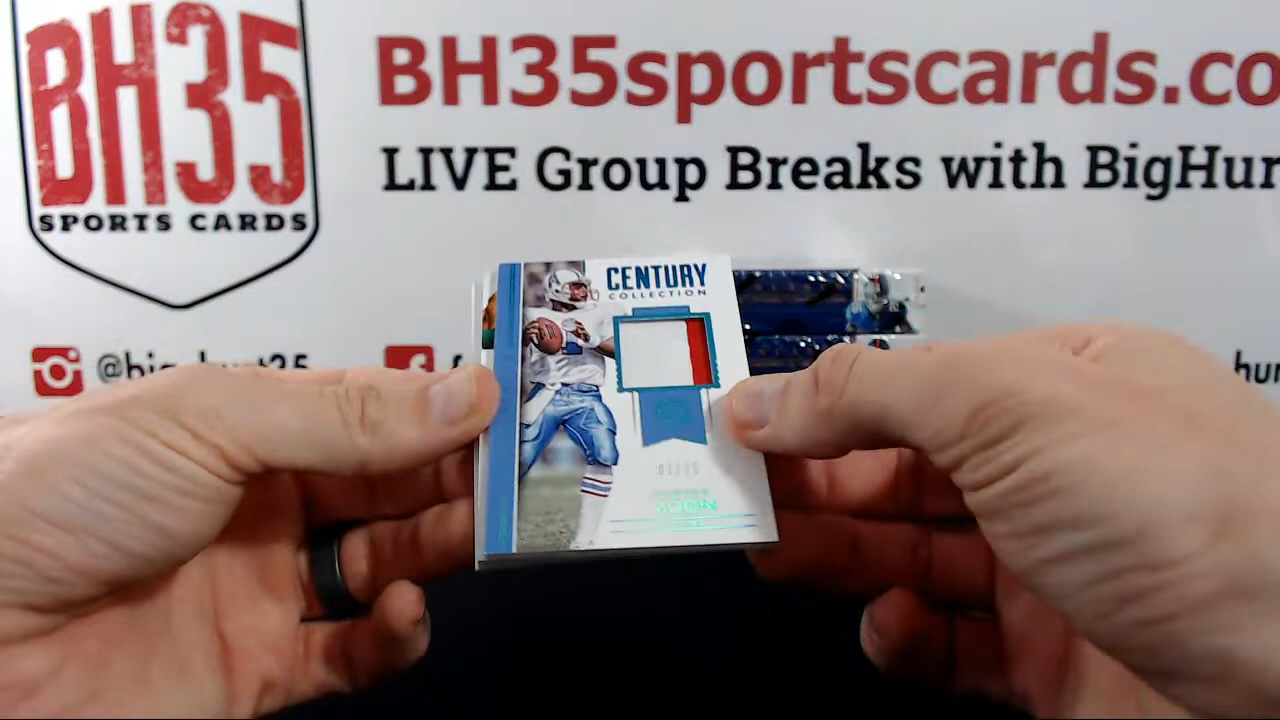 BH35
SPORTS CARDS
BH35sportscards.co
LIVE Group Breaks with BigHur
CENTURY
COLLECTION
MOON